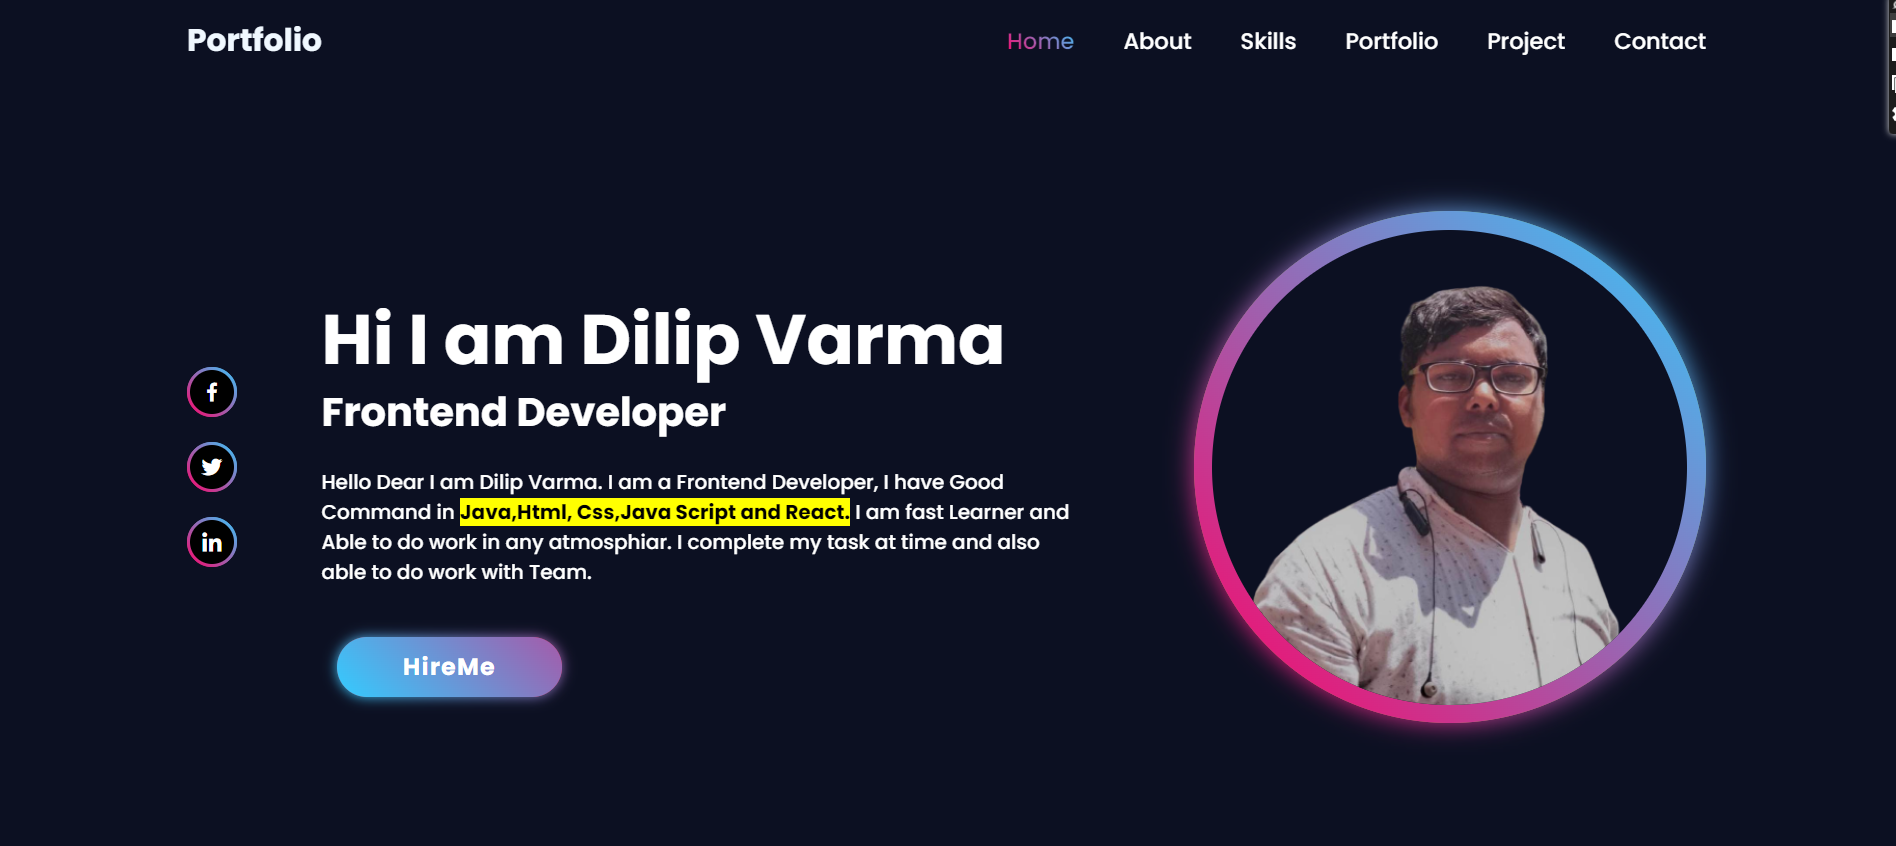 Portfolio
Home About Skills Portfolio Project Contact
Hi I am Dilip Varma
Frontend Developer
Hello Dear I am Dilip Varma. I am a Frontend Developer, I have Good
Command in Java,Html, Css,Java Script and React. I am fast Learner and
Able to do work in any atmosphiar. I complete my task at time and also
able to do work with Team.
HireMe